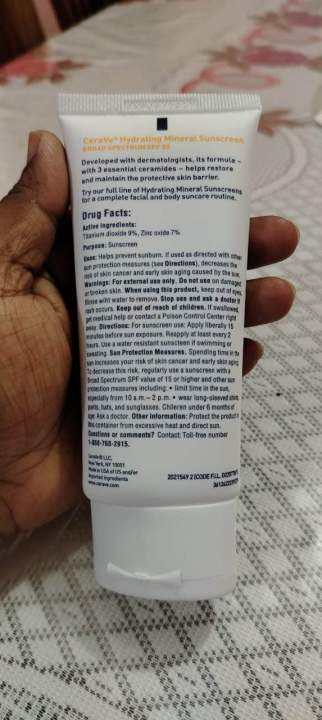 CeraVe® Hydrating Mineral Sunscreen
BROAD SPECTRUM SPF 30
Developed with dermatologists, its formula –
with 3 essential ceramides – helps restore
and maintain the protective skin barrier.
Try our full line of Hydrating Mineral Sunscreens
for a complete facial and body suncare routine.
Drug Facts:
Active Ingredients:
Titanium dioxide 9%, Zinc oxide 7%
Purpose: Sunscreen
Uses: Helps prevent sunburn. If used as directed with other
sun protection measures (see Directions), decreases the
risk of skin cancer and early skin aging caused by the sun.
Warnings: For external use only. Do not use on damaged
or broken skin. When using this product, keep out of eyes.
Rinse with water to remove. Stop use and ask a doctor if
rash occurs. Keep out of reach of children. If swallowed,
get medical help or contact a Poison Control Center right
away. Directions: For sunscreen use: Apply liberally 15
minutes before sun exposure. Reapply at least every 2
hours. Use a water resistant sunscreen if swimming or
sweating. Sun Protection Measures. Spending time in the
sun increases your risk of skin cancer and early skin aging.
To decrease this risk, regularly use a sunscreen with a
Broad Spectrum SPF value of 15 or higher and other sun
protection measures including: • limit time in the sun,
especially from 10 a.m.– 2 p.m. • wear long-sleeved shirts,
pants, hats, and sunglasses. Children under 6 months of
age: Ask a doctor. Other information: Protect the product in
this container from excessive heat and direct sun.
Questions or comments? Contact: Toll-free number
1-888-768-2915.
CeraVe® LLC,
New York, NY 10001
Made in USA of US and/or
imported ingredients
www.cerave.com
2021549 2 (CODE F.I.L.